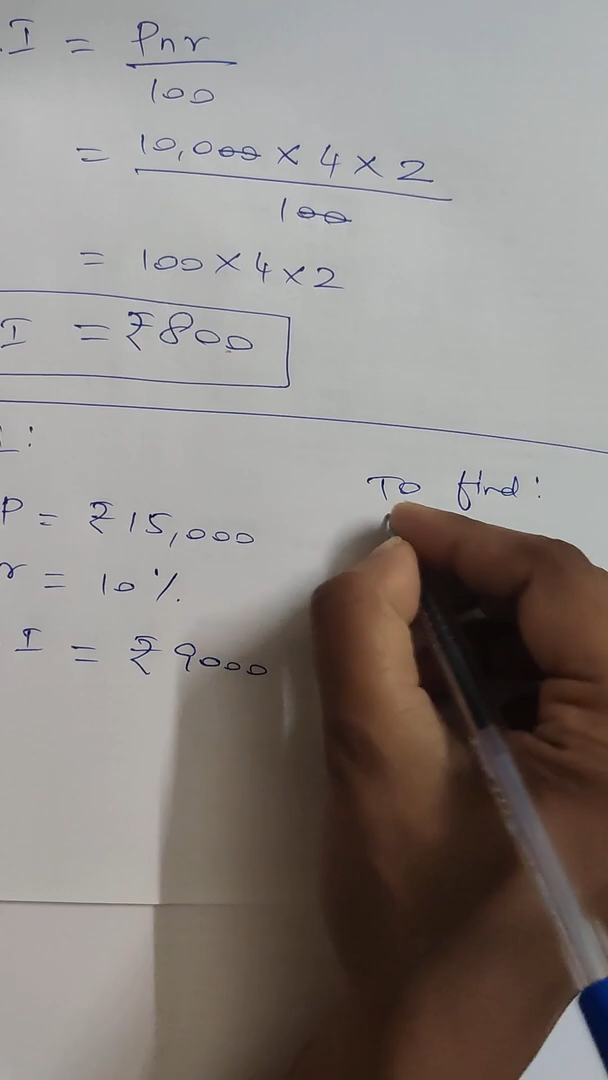 .I = Pnr
100
= 10,000 × 4 × 2
100
= 100 × 4 × 2
I = ₹800
:
P = ₹15,000
r = 10%
I = ₹9000
To find: